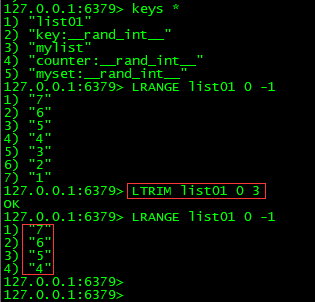 127.0.0.1:6379> keys *
1) "list01"
2) "key:__rand_int__"
3) "mylist"
4) "counter:__rand_int__"
5) "myset:__rand_int__"
127.0.0.1:6379> LRANGE list01 0 -1
1) "7"
2) "6"
3) "5"
4) "4"
5) "3"
6) "2"
7) "1"
127.0.0.1:6379> LTRIM list01 0 3
OK
127.0.0.1:6379> LRANGE list01 0 -1
1) "7"
2) "6"
3) "5"
4) "4"
127.0.0.1:6379>
127.0.0.1:6379>